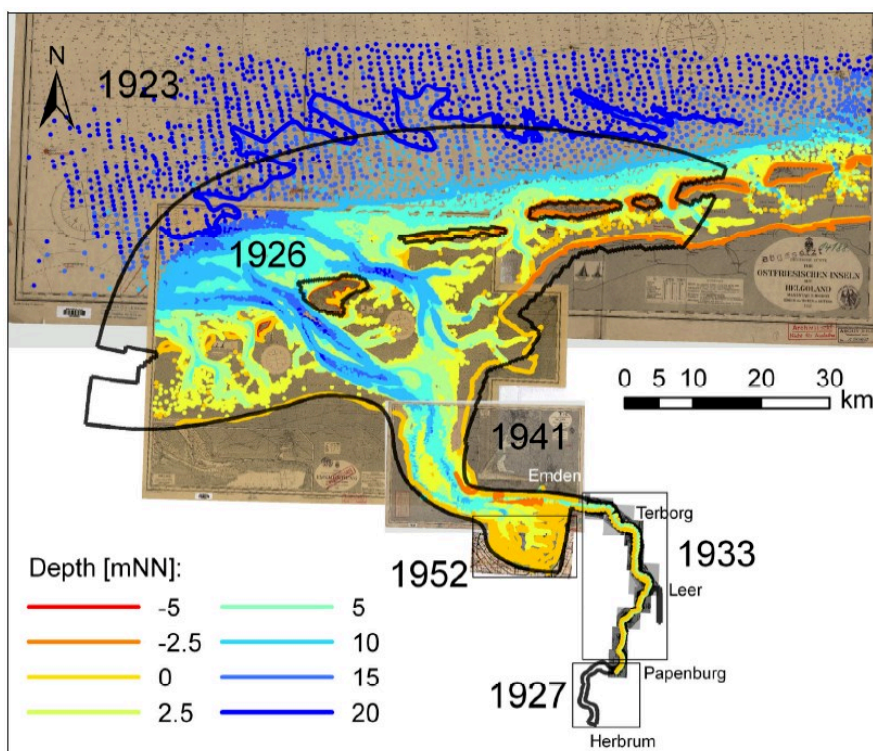 N
1923
1926
OSTFRIESISCHEN INSELN
HELGOLAND
0 5 10 20 30
km
1941
Emden
Terborg
1933
1952
Leer
Depth [mNN]:
-5 5
-2.5 10
0 15
2.5 20
Papenburg
1927
Herbrum